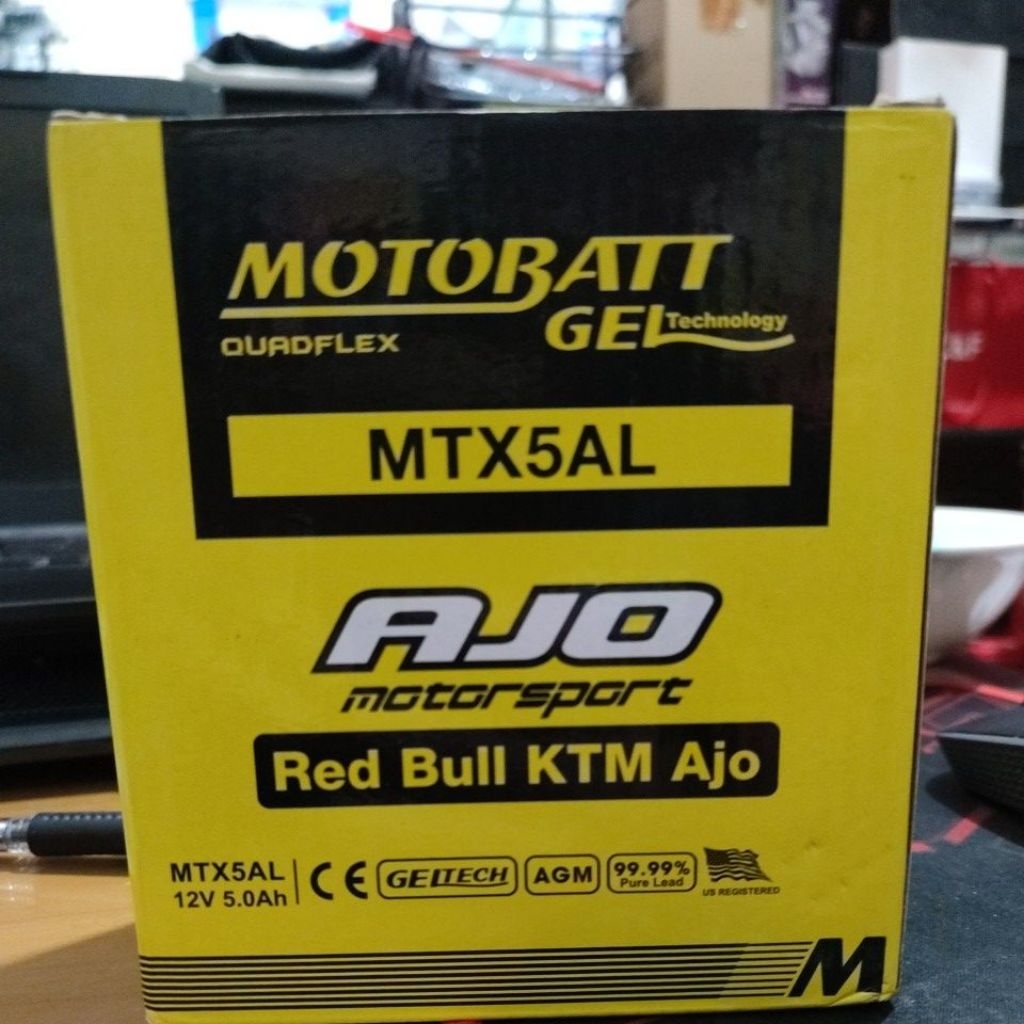 MOTOBATT
QUADFLEX GEL Technology
MTX5AL
AJO
motorsport
Red Bull KTM Ajo
MTX5AL
12V 5.0Ah
CE GELTECH AGM 99.99%
Pure Lead
US REGISTERED
M